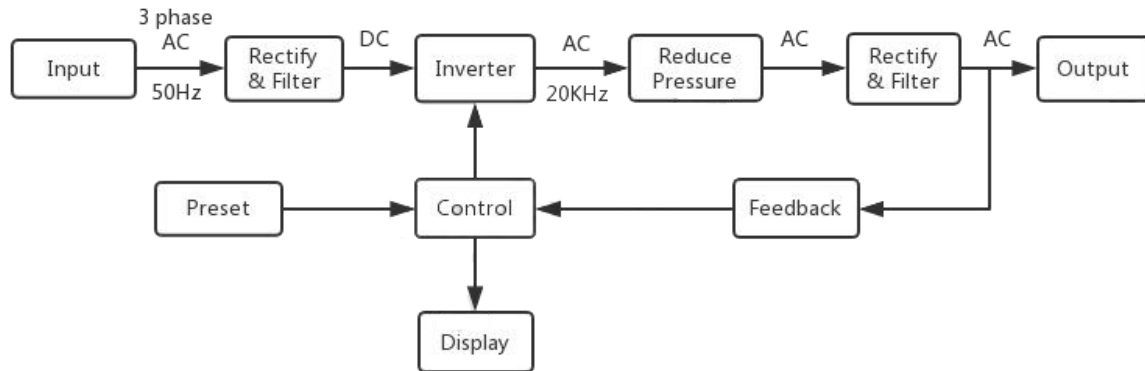 3 phase
AC
50Hz
Input
Rectify
& Filter
DC
Inverter
AC
20KHz
Reduce
Pressure
AC
Rectify
& Filter
AC
Output
Preset
Control
Feedback
Display